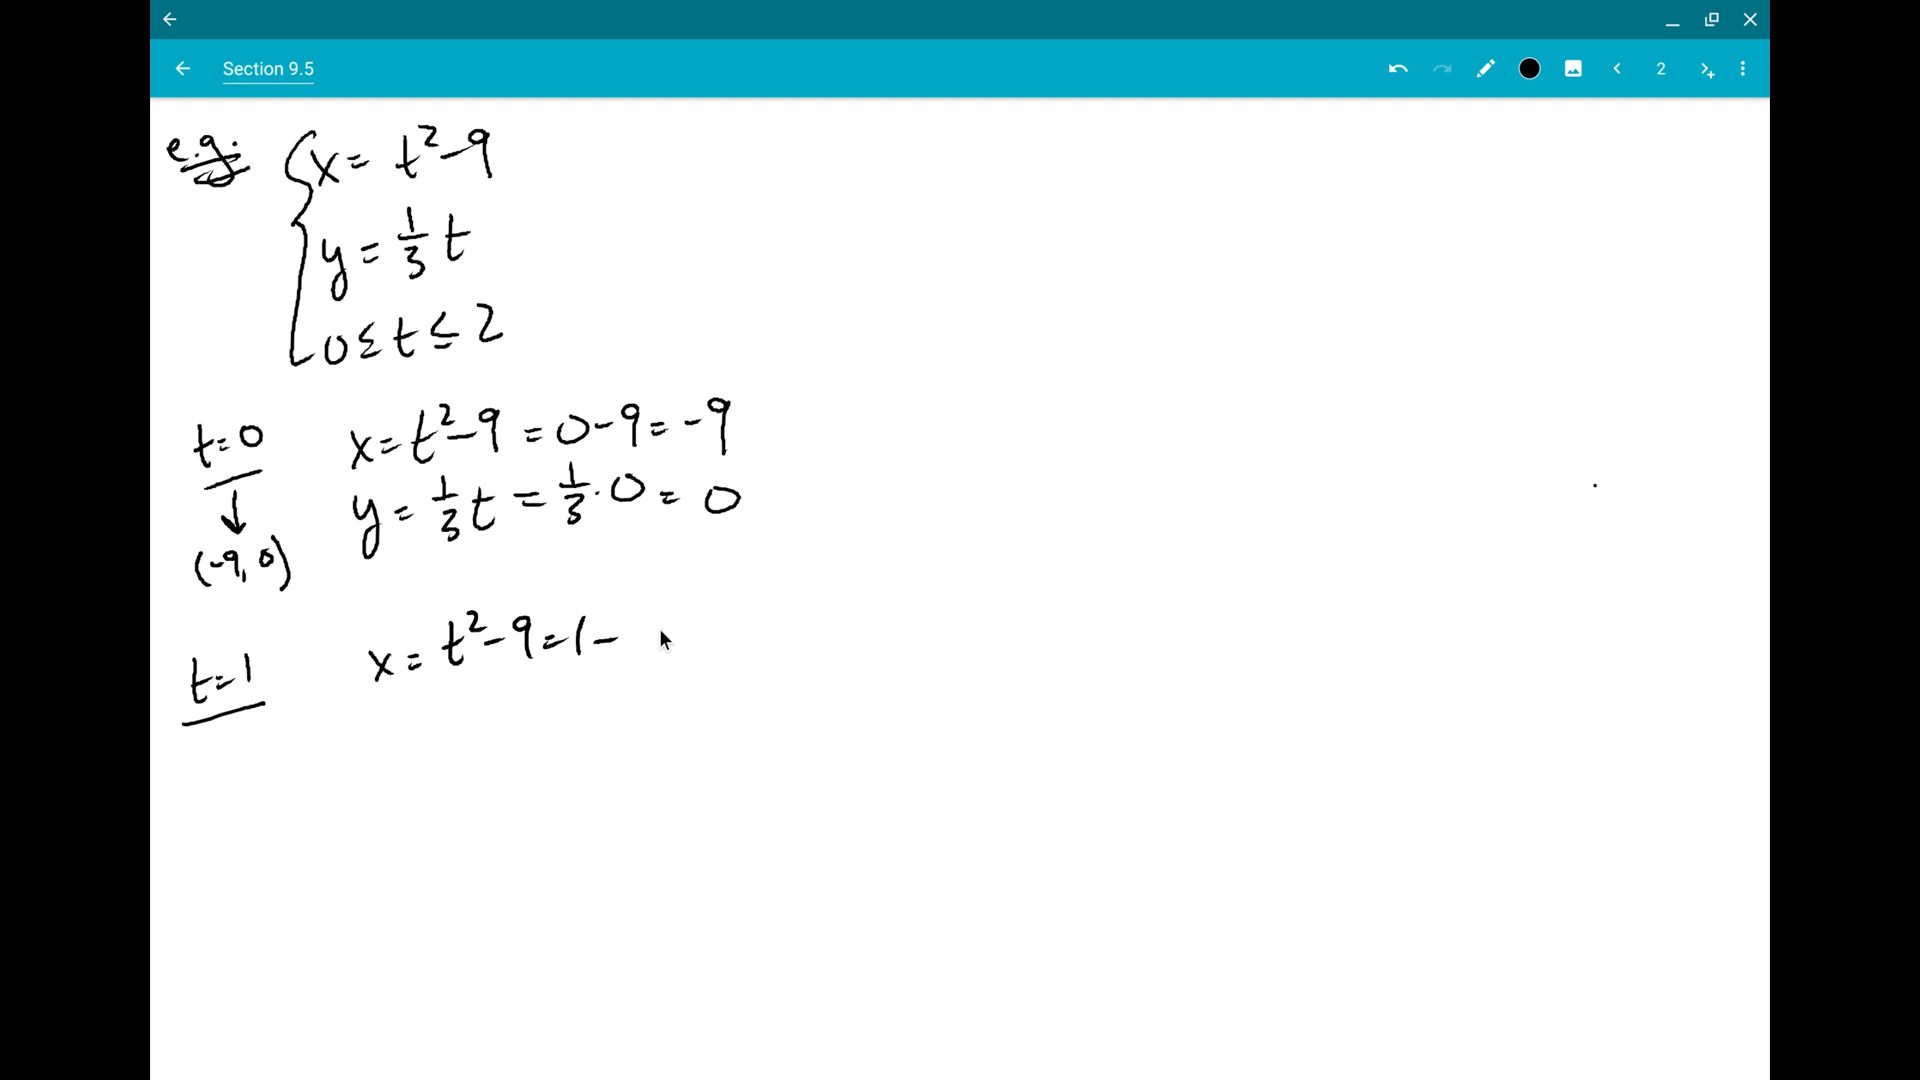 Section 9.5
2
e.g. x = t²-9
y = 1/3 t
0 ≤ t ≤ 2
t=0 x = t²-9 = 0-9 = -9
y = 1/3 t = 1/3 · 0 = 0
↓
(-9, 0)
t=1 x = t²-9 = 1-